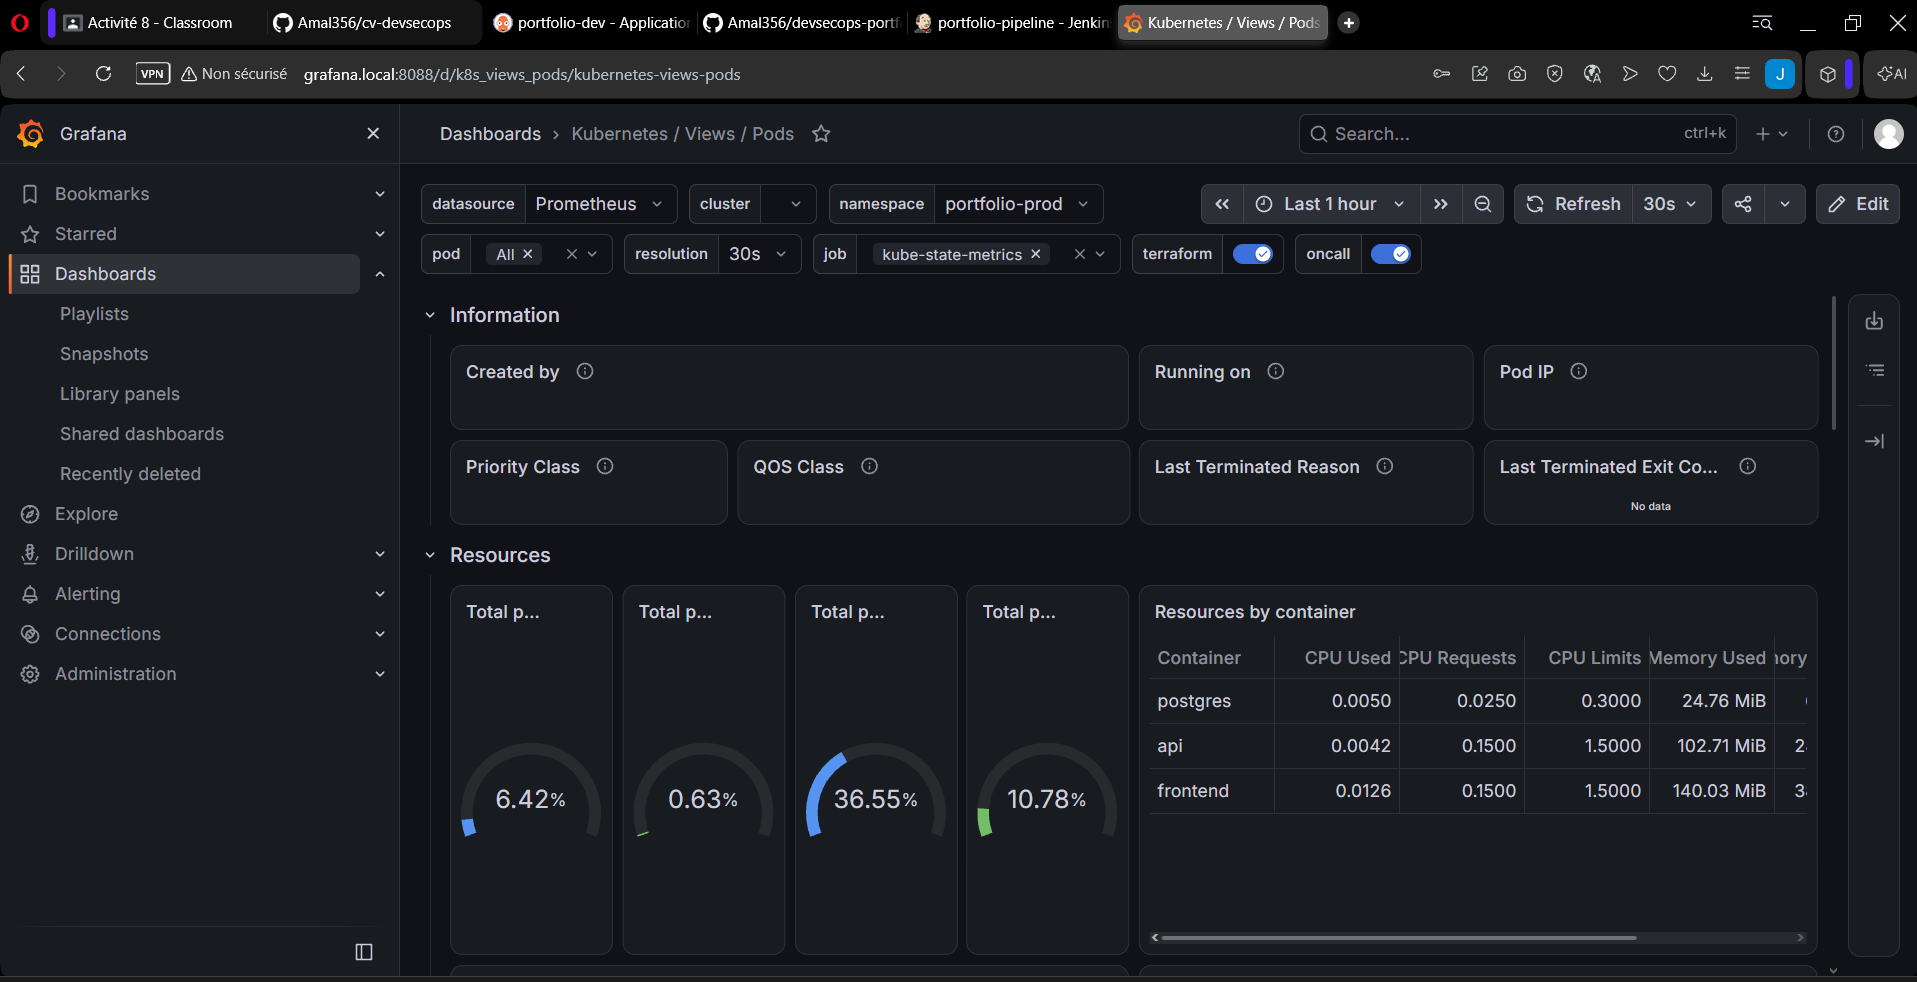 Activité 8 - Classroom
Amal356/cv-devsecops
portfolio-dev - Application
Amal356/devsecops-portf
portfolio-pipeline - Jenkin
Kubernetes / Views / Pods
VPN
Non sécurisé
grafana.local:8088/d/k8s_views_pods/kubernetes-views-pods
J
AI
Grafana
Dashboards › Kubernetes / Views / Pods
Search...
ctrl+k
Bookmarks
Starred
Dashboards
Playlists
Snapshots
Library panels
Shared dashboards
Recently deleted
Explore
Drilldown
Alerting
Connections
Administration
datasource Prometheus
cluster
namespace portfolio-prod
Last 1 hour
Refresh 30s
Edit
pod All
resolution 30s
job kube-state-metrics
terraform
oncall
Information
Created by
Running on
Pod IP
Priority Class
QOS Class
Last Terminated Reason
Last Terminated Exit Co...
No data
Resources
Total p...
6.42%
Total p...
0.63%
Total p...
36.55%
Total p...
10.78%
Resources by container
Container CPU Used CPU Requests CPU Limits Memory Used
postgres 0.0050 0.0250 0.3000 24.76 MiB
api 0.0042 0.1500 1.5000 102.71 MiB
frontend 0.0126 0.1500 1.5000 140.03 MiB